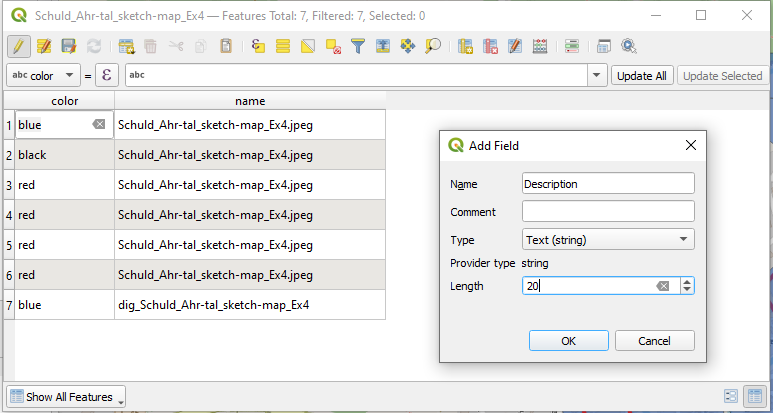 Schuld_Ahr-tal_sketch-map_Ex4 — Features Total: 7, Filtered: 7, Selected: 0
abc color = ε abc Update All Update Selected
color name
1 blue Schuld_Ahr-tal_sketch-map_Ex4.jpeg
2 black Schuld_Ahr-tal_sketch-map_Ex4.jpeg
3 red Schuld_Ahr-tal_sketch-map_Ex4.jpeg
4 red Schuld_Ahr-tal_sketch-map_Ex4.jpeg
5 red Schuld_Ahr-tal_sketch-map_Ex4.jpeg
6 red Schuld_Ahr-tal_sketch-map_Ex4.jpeg
7 blue dig_Schuld_Ahr-tal_sketch-map_Ex4
Add Field
Name Description
Comment
Type Text (string)
Provider type string
Length 20
OK Cancel
Show All Features